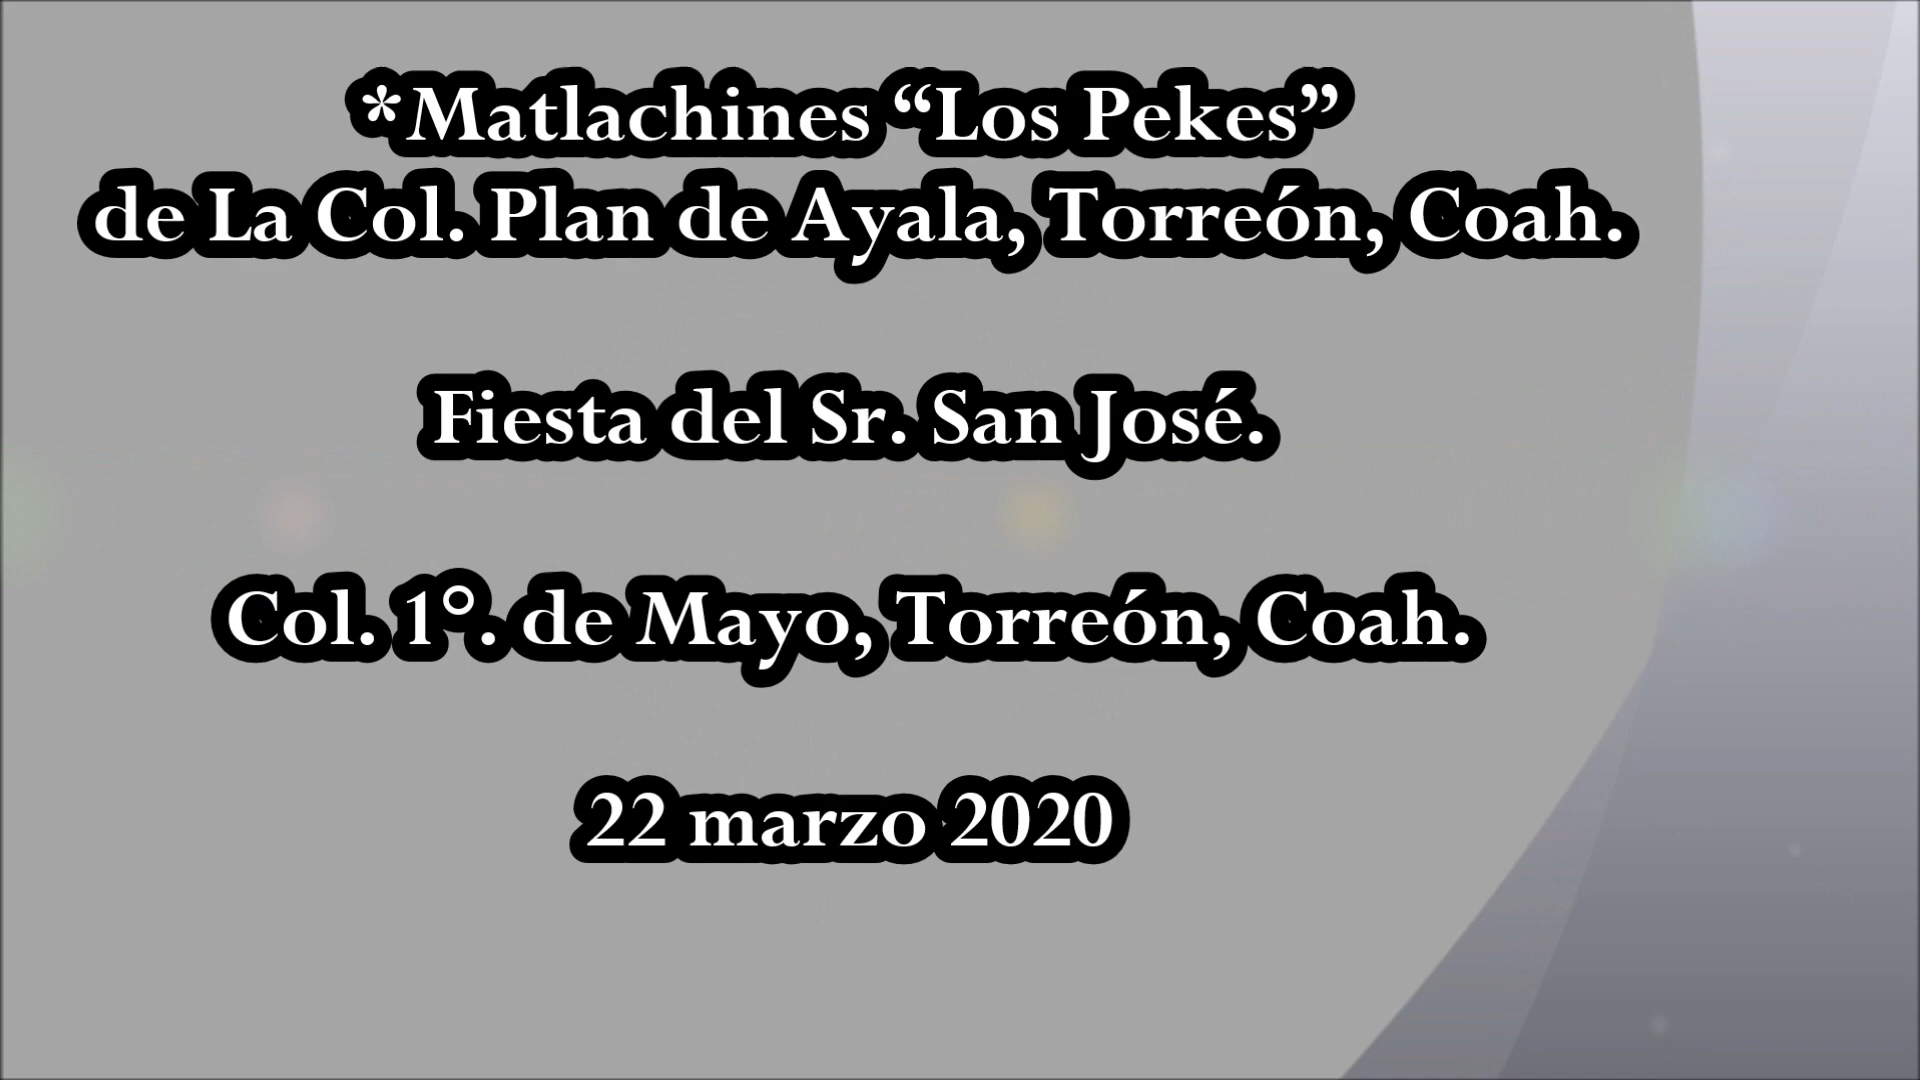 *Matlachines “Los Pekes”
de La Col. Plan de Ayala, Torreón, Coah.
Fiesta del Sr. San José.
Col. 1°. de Mayo, Torreón, Coah.
22 marzo 2020